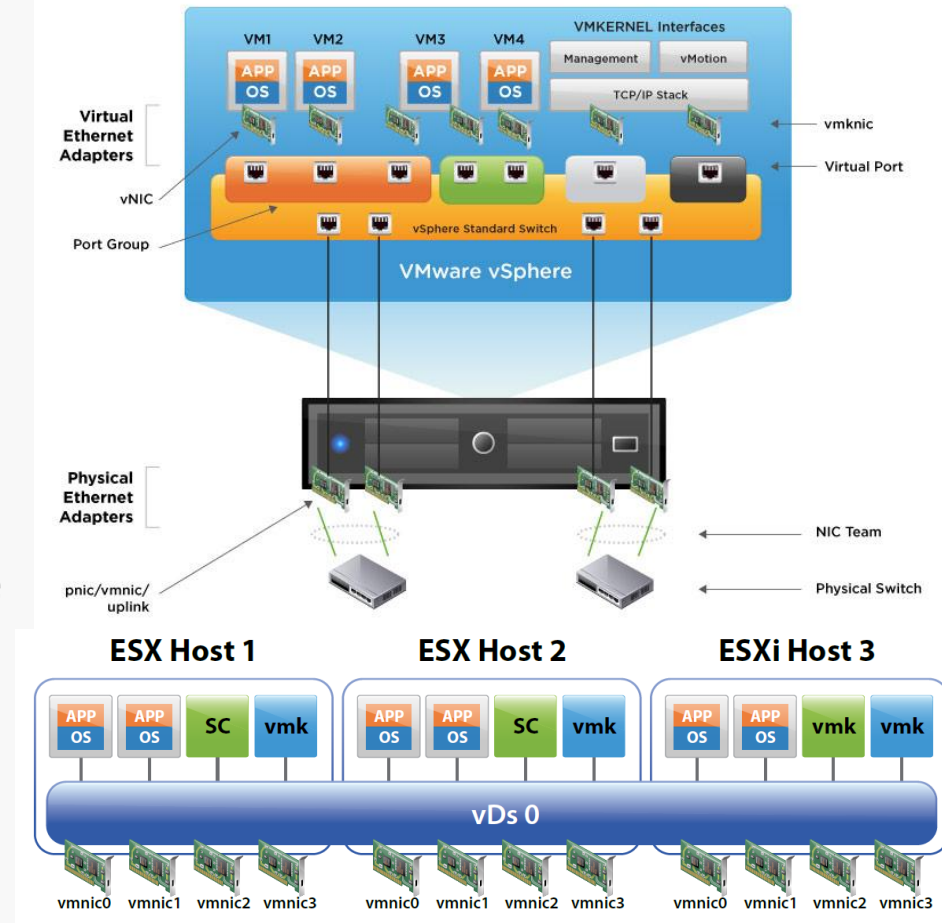 VMKERNEL Interfaces
VM1 VM2 VM3 VM4
Management vMotion
APP APP APP APP
OS OS OS OS
TCP/IP Stack
Virtual
Ethernet
Adapters
vmknic
Virtual Port
vNIC
Port Group
vSphere Standard Switch
VMware vSphere
Physical
Ethernet
Adapters
NIC Team
pnic/vmnic/
uplink
Physical Switch
ESX Host 1 ESX Host 2 ESXi Host 3
APP APP SC vmk APP APP SC vmk APP APP vmk vmk
OS OS OS OS OS OS
vDs 0
vmnic0 vmnic1 vmnic2 vmnic3 vmnic0 vmnic1 vmnic2 vmnic3 vmnic0 vmnic1 vmnic2 vmnic3